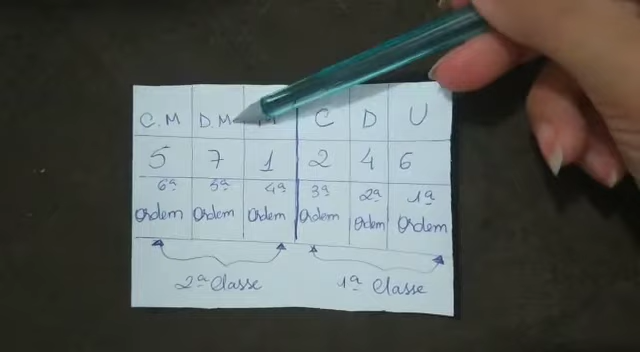 C.M D.M M C D U
5 7 1 2 4 6
6ª 5ª 4ª 3ª 2ª 1ª
Ordem Ordem Ordem Ordem Ordem Ordem
2ª Classe 1ª Classe